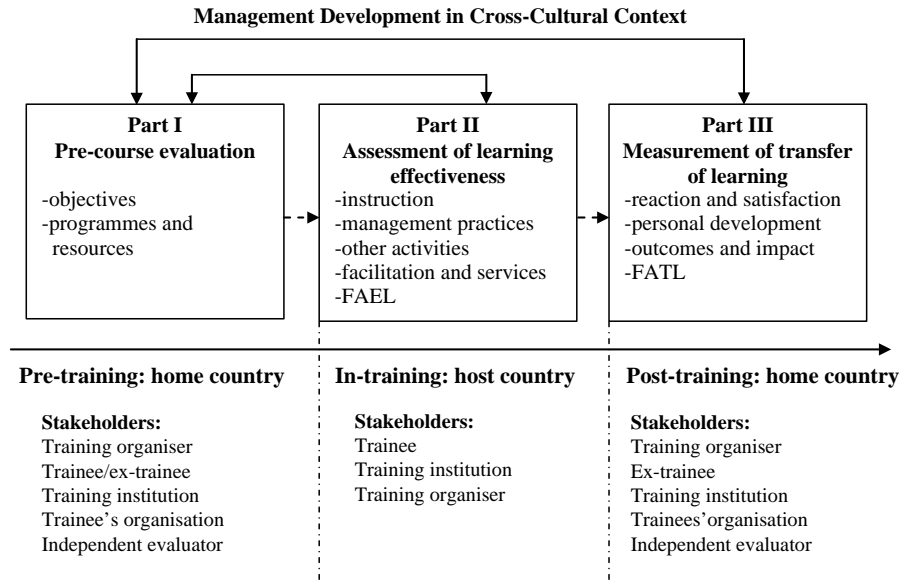 Management Development in Cross-Cultural Context
Part I
Pre-course evaluation
-objectives
-programmes and
resources
Part II
Assessment of learning
effectiveness
-instruction
-management practices
-other activities
-facilitation and services
-FAEL
Part III
Measurement of transfer
of learning
-reaction and satisfaction
-personal development
-outcomes and impact
-FATL
Pre-training: home country
In-training: host country
Post-training: home country
Stakeholders:
Training organiser
Trainee/ex-trainee
Training institution
Trainee's organisation
Independent evaluator
Stakeholders:
Trainee
Training institution
Training organiser
Stakeholders:
Training organiser
Ex-trainee
Training institution
Trainees'organisation
Independent evaluator